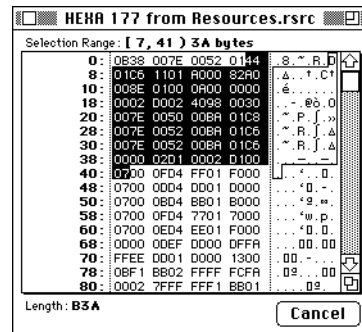 HEXA 177 from Resources.rsrc
Selection Range: [ 7, 41 ) 3A bytes
0: 0B38 007E 0052 0144 .8.~.R.D
8: 01C6 1101 A000 82A0
10: 008E 0100 0A00 0000
18: 0002 D002 4098 0030
20: 007E 0050 00BA 01C8
28: 007E 0052 00BA 01C6
30: 007E 0052 00BA 01C6
38: 0000 02D1 0002 D100
40: 0700 0FD4 FF01 F000
48: 0700 0DD4 DD01 D000
50: 0700 0BD4 BB01 B000
58: 0700 0FD4 7701 7000
60: 0700 0ED4 EE01 F000
68: 0D00 0DEF DD00 DFFA
70: FFEE DD01 D000 1300
78: 0BF1 BB02 FFFF FCFA
80: 0002 7FFF FFF1 BB01
Length: B3A
Cancel